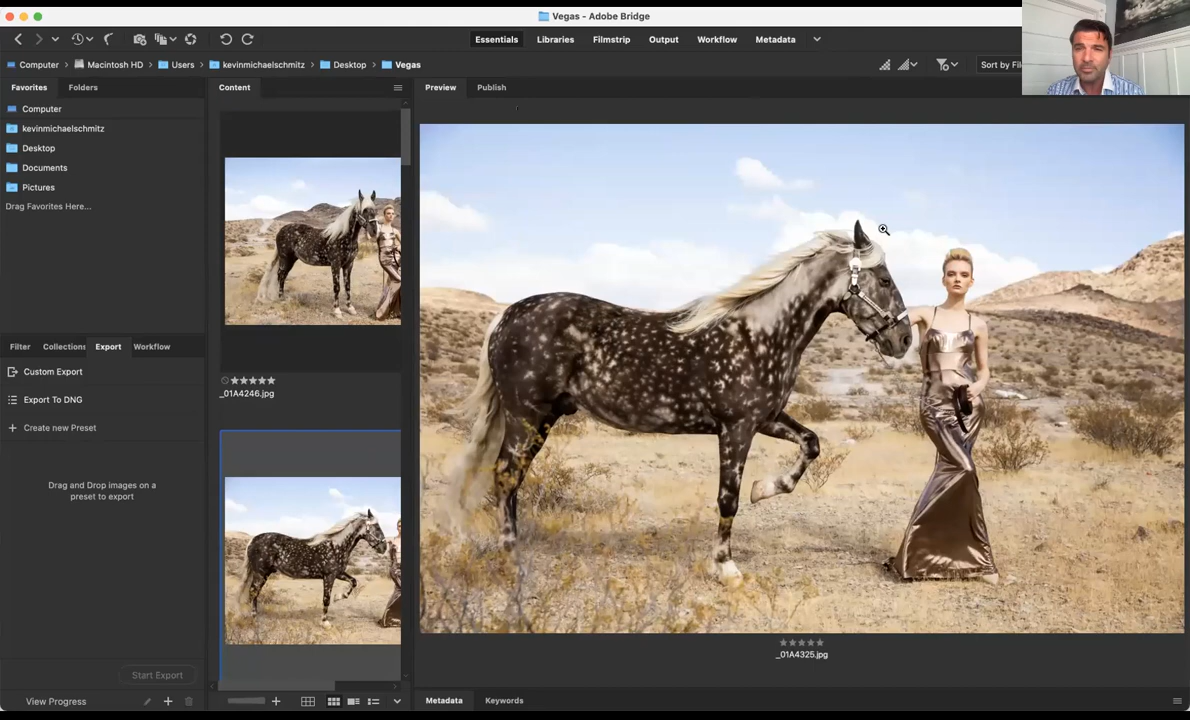 Vegas - Adobe Bridge
Essentials Libraries Filmstrip Output Workflow Metadata
Computer Macintosh HD Users kevinmichaelschmitz Desktop Vegas
Sort by
Favorites Folders
Computer
kevinmichaelschmitz
Desktop
Documents
Pictures
Drag Favorites Here...
Filter Collections Export Workflow
Custom Export
Export To DNG
Create new Preset
Drag and Drop images on a
preset to export
Start Export
View Progress
Content
_01A4246.jpg
Preview Publish
_01A4325.jpg
Metadata Keywords